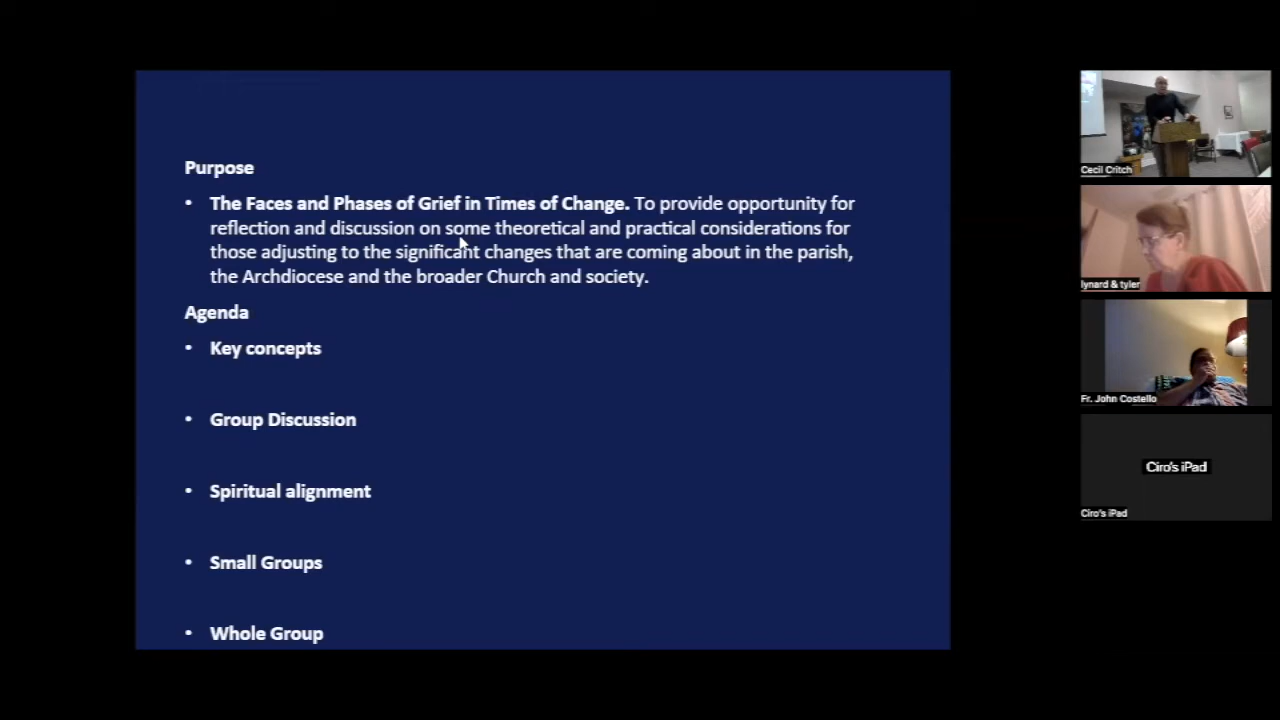 Purpose
• The Faces and Phases of Grief in Times of Change. To provide opportunity for
reflection and discussion on some theoretical and practical considerations for
those adjusting to the significant changes that are coming about in the parish,
the Archdiocese and the broader Church and society.
Agenda
• Key concepts
• Group Discussion
• Spiritual alignment
• Small Groups
• Whole Group
Cecil Critch
lynard & tyler
Fr. John Costello
Ciro's iPad
Ciro's iPad